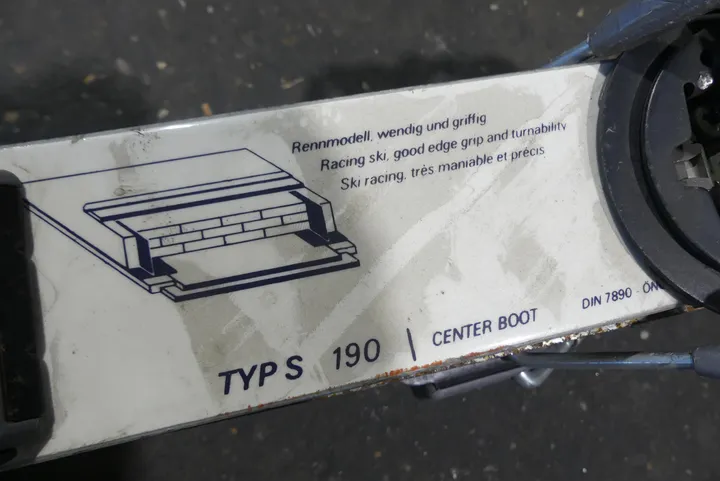 Rennmodell, wendig und griffig
Racing ski, good edge grip and turnability
Ski racing, très maniable et précis
TYP S 190 | CENTER BOOT DIN 7890 -